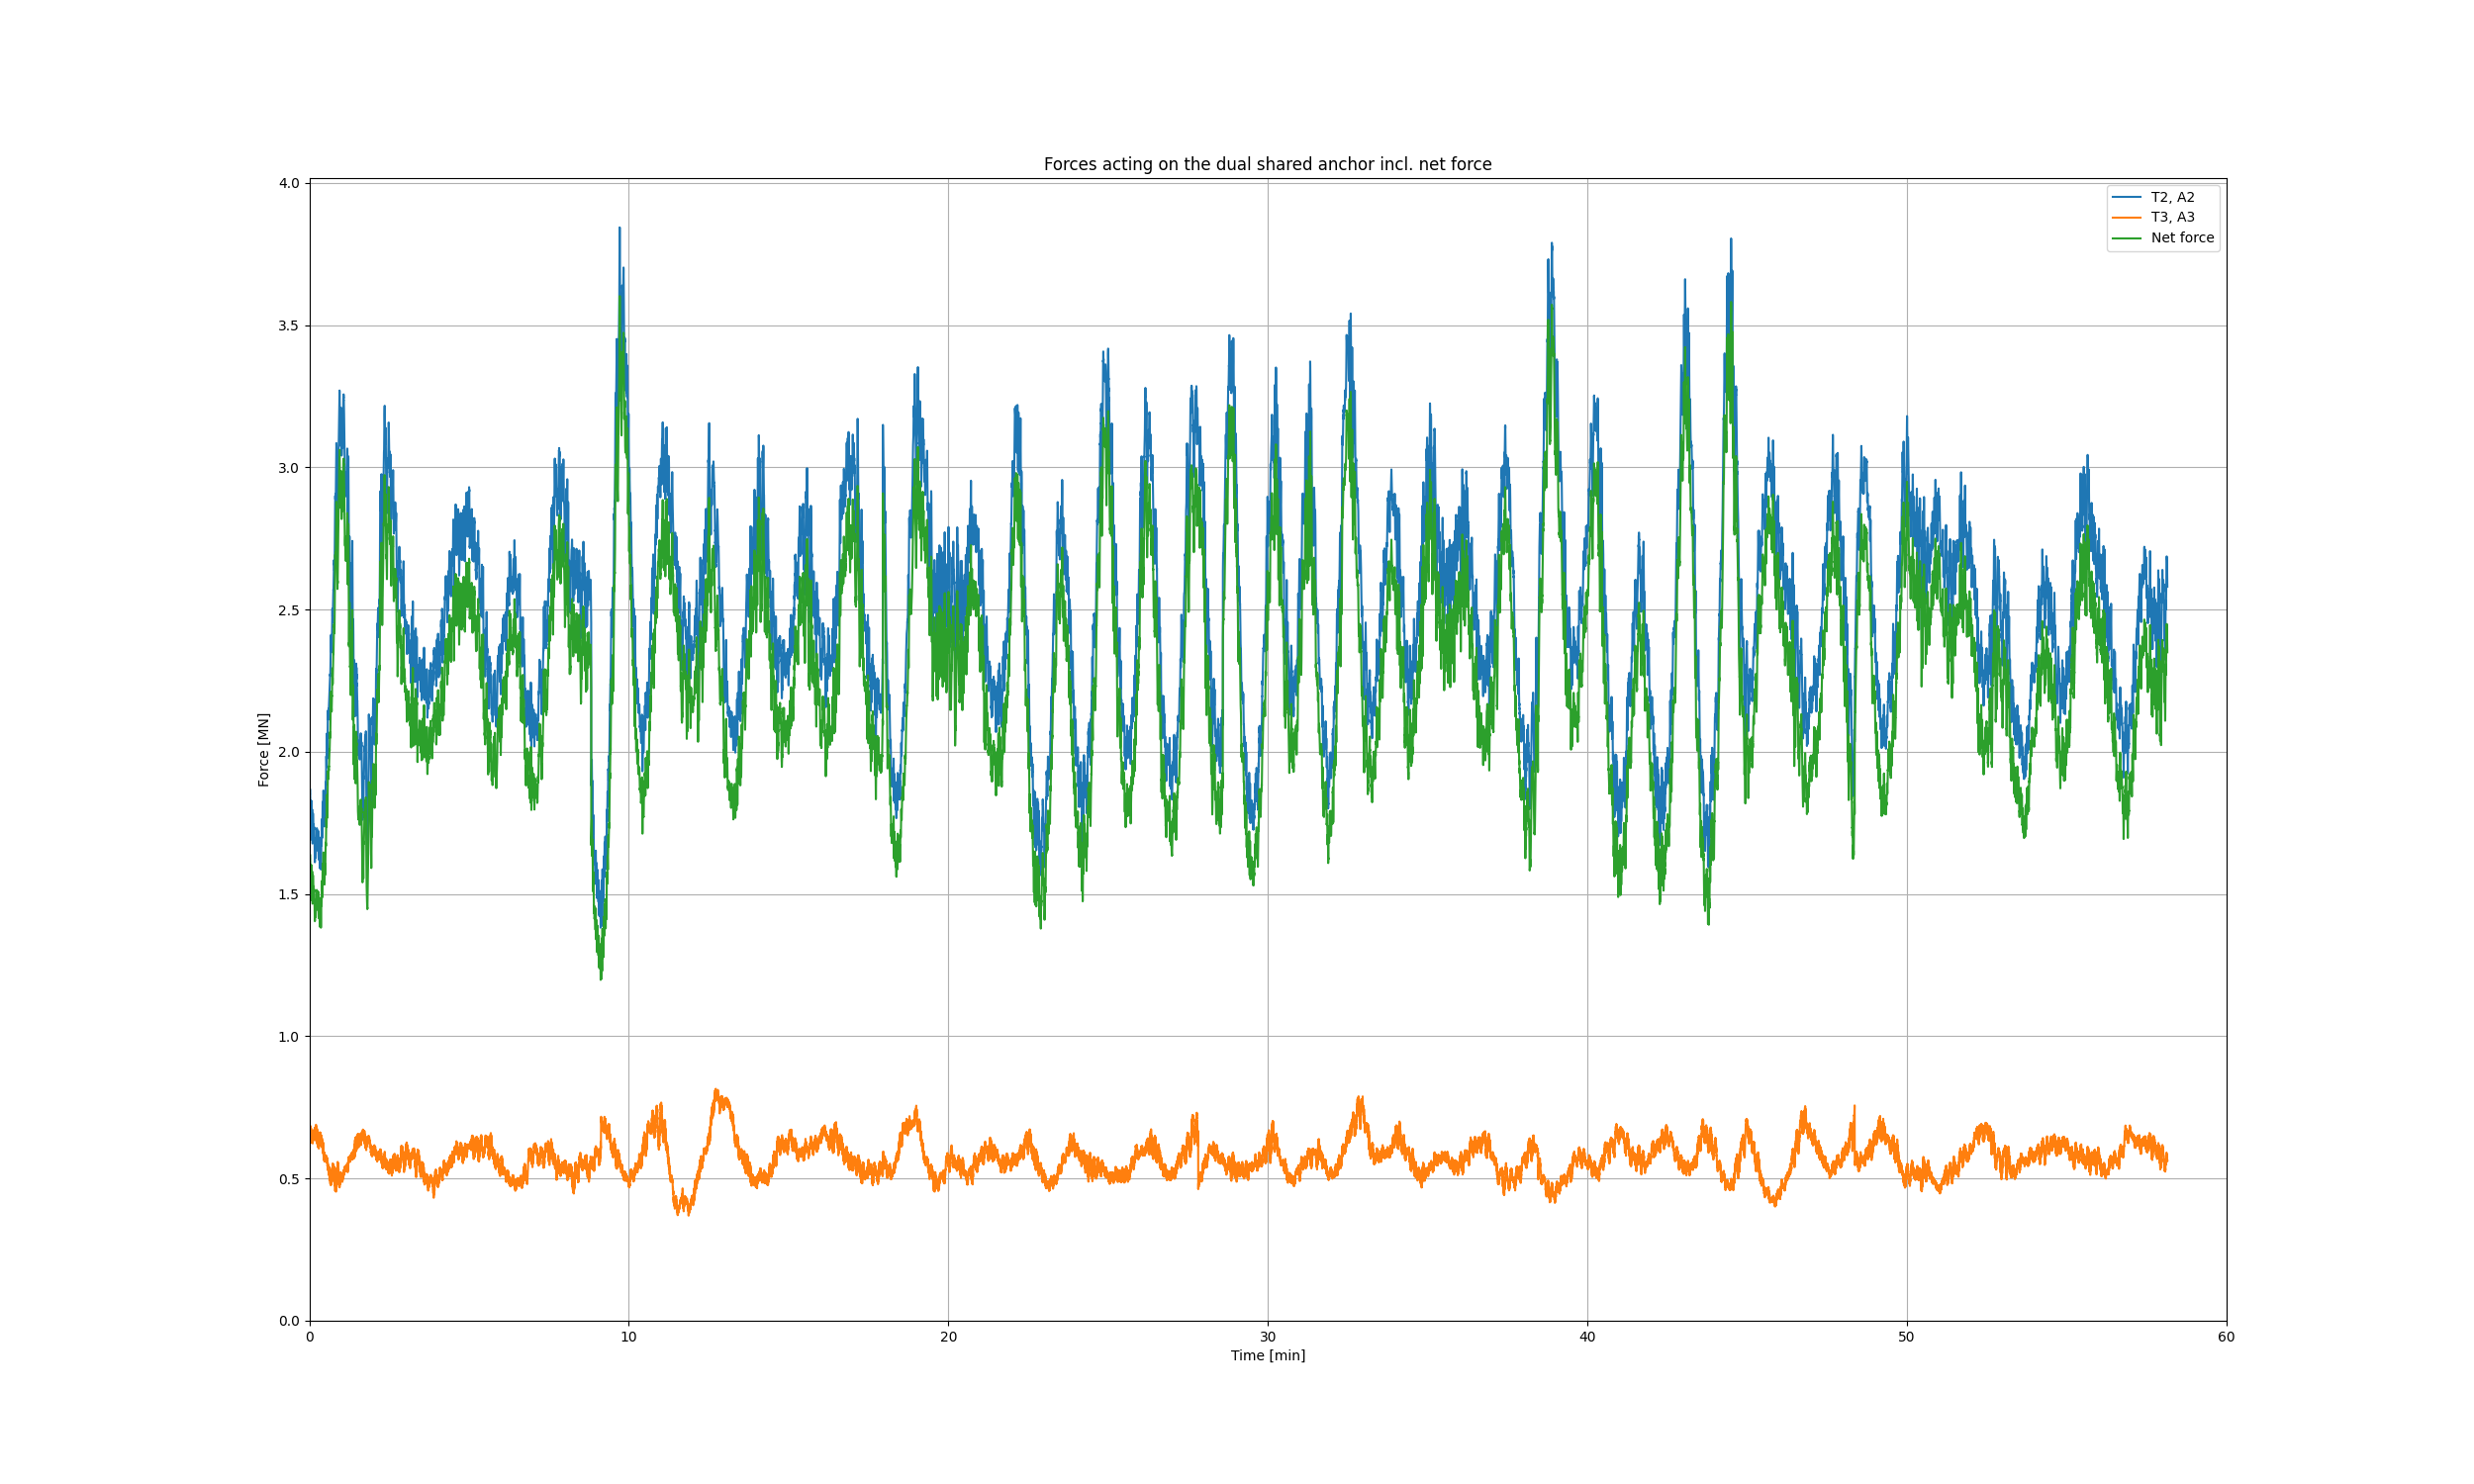 Forces acting on the dual shared anchor incl. net force
T2, A2
T3, A3
Net force
Force [MN]
4.0
3.5
3.0
2.5
2.0
1.5
1.0
0.5
0.0
0 10 20 30 40 50 60
Time [min]